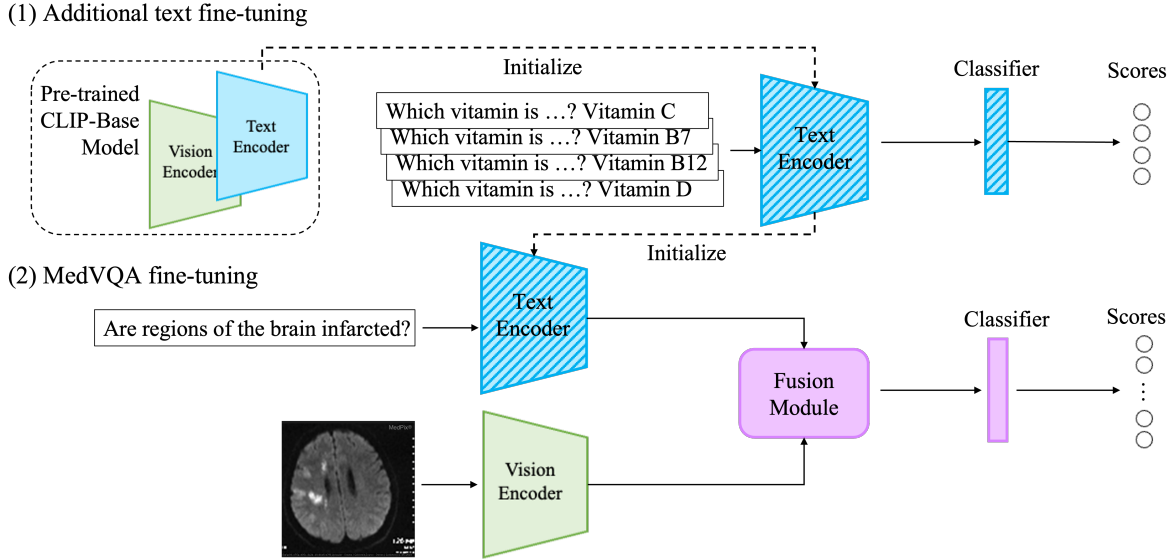 (1) Additional text fine-tuning
Pre-trained
CLIP-Base
Model
Vision
Encoder
Text
Encoder
Initialize
Which vitamin is …? Vitamin C
Which vitamin is …? Vitamin B7
Which vitamin is …? Vitamin B12
Which vitamin is …? Vitamin D
Text
Encoder
Classifier
Scores
Initialize
(2) MedVQA fine-tuning
Are regions of the brain infarcted?
Text
Encoder
MedPix®
Vision
Encoder
Fusion
Module
Classifier
Scores